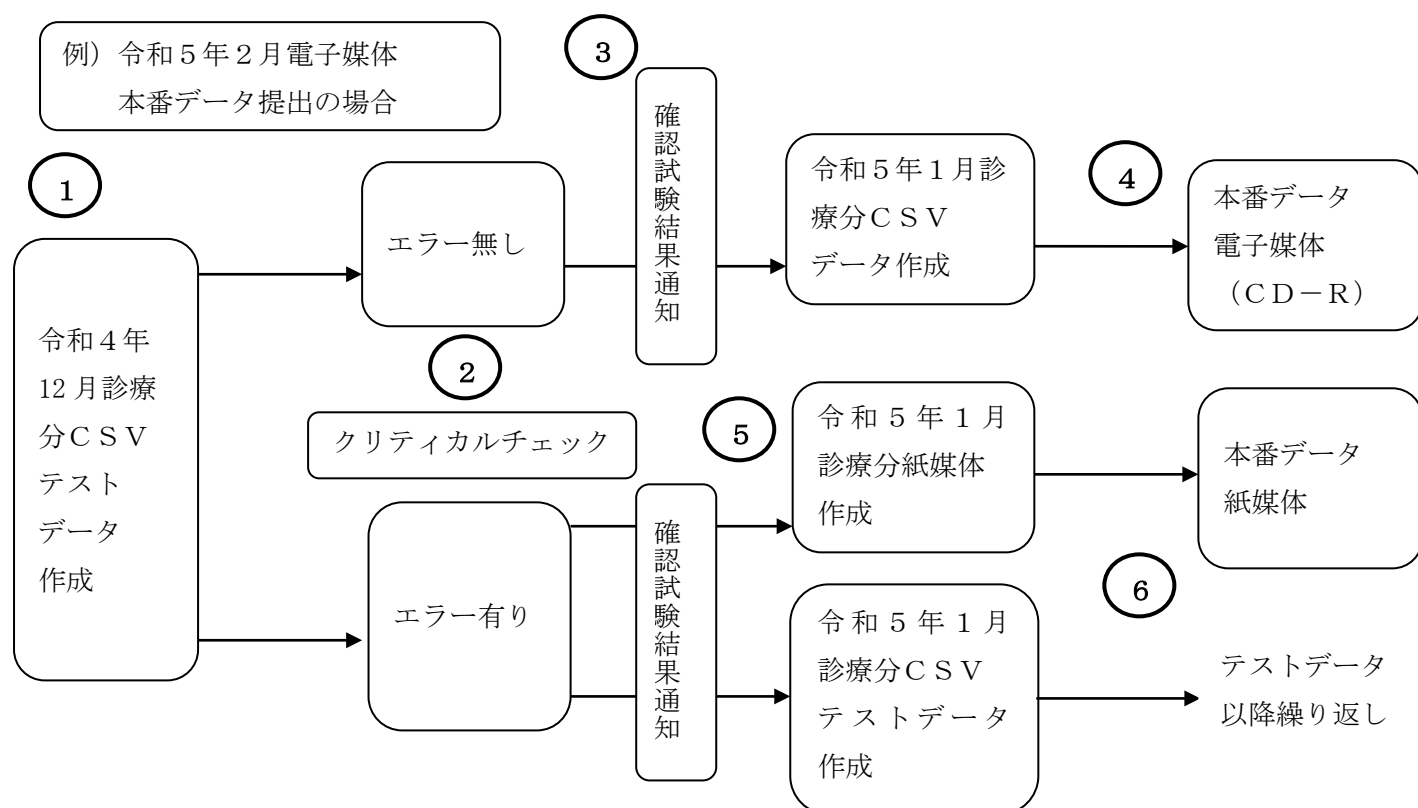 例）令和５年２月電子媒体
本番データ提出の場合
１
令和４年
12月診療
分ＣＳＶ
テスト
データ
作成
エラー無し
２
クリティカルチェック
エラー有り
３
確認試験結果通知
確認試験結果通知
令和５年１月診
療分ＣＳＶ
データ作成
４
本番データ
電子媒体
（ＣＤ－Ｒ）
５
令和５年１月
診療分紙媒体
作成
本番データ
紙媒体
令和５年１月
診療分ＣＳＶ
テストデータ
作成
６
テストデータ
以降繰り返し